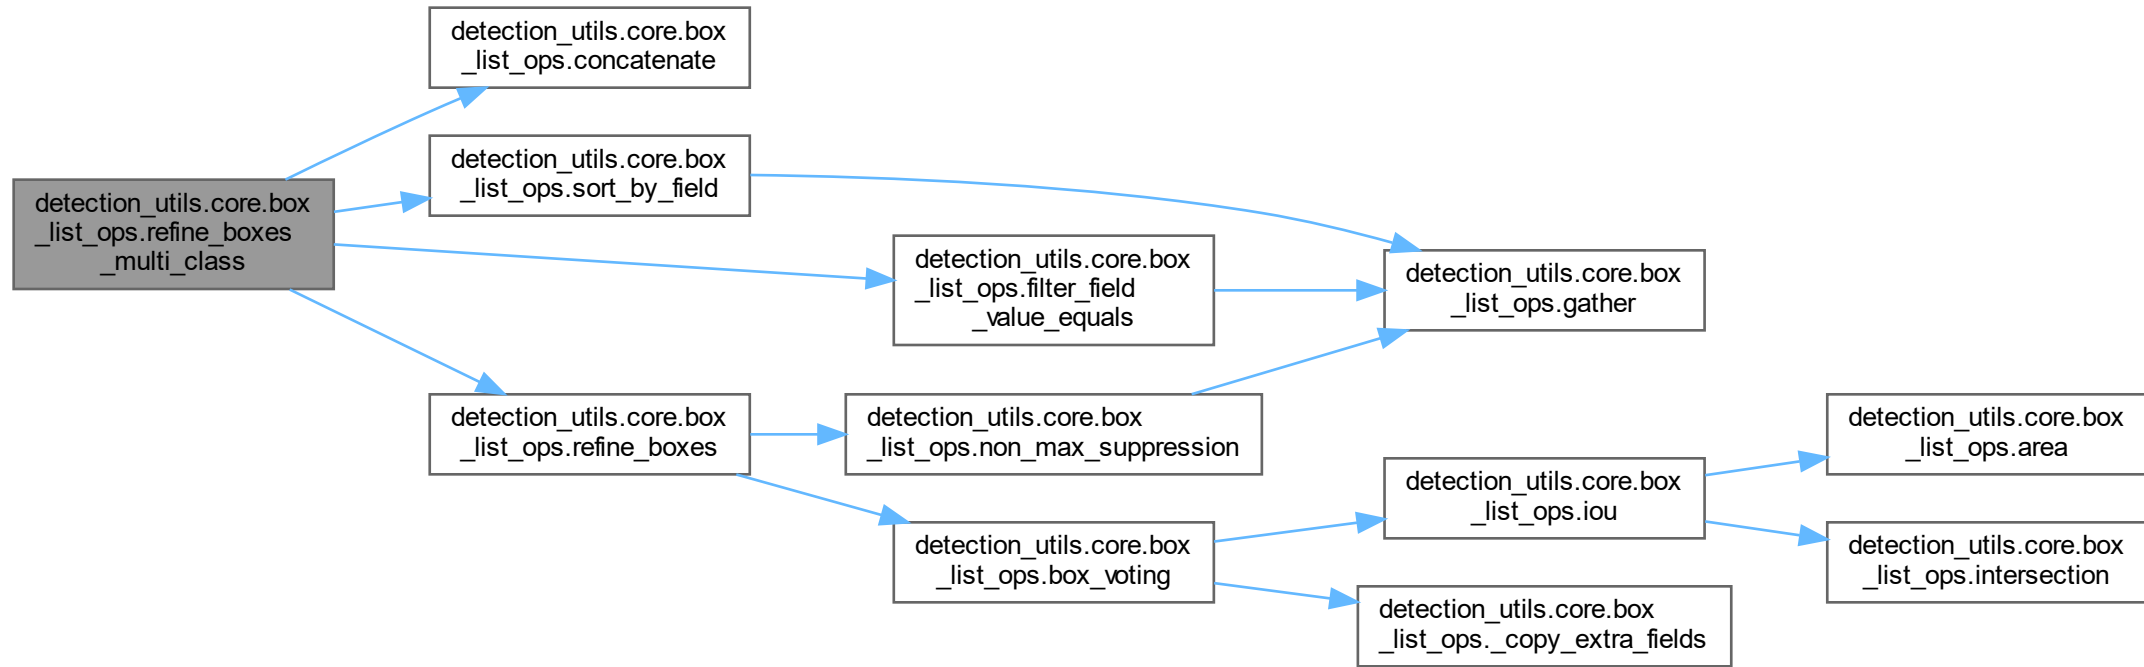 detection_utils.core.box
_list_ops.concatenate
detection_utils.core.box
_list_ops.sort_by_field
detection_utils.core.box
_list_ops.refine_boxes
_multi_class
detection_utils.core.box
_list_ops.filter_field
_value_equals
detection_utils.core.box
_list_ops.gather
detection_utils.core.box
_list_ops.refine_boxes
detection_utils.core.box
_list_ops.non_max_suppression
detection_utils.core.box
_list_ops.area
detection_utils.core.box
_list_ops.iou
detection_utils.core.box
_list_ops.box_voting
detection_utils.core.box
_list_ops.intersection
detection_utils.core.box
_list_ops._copy_extra_fields